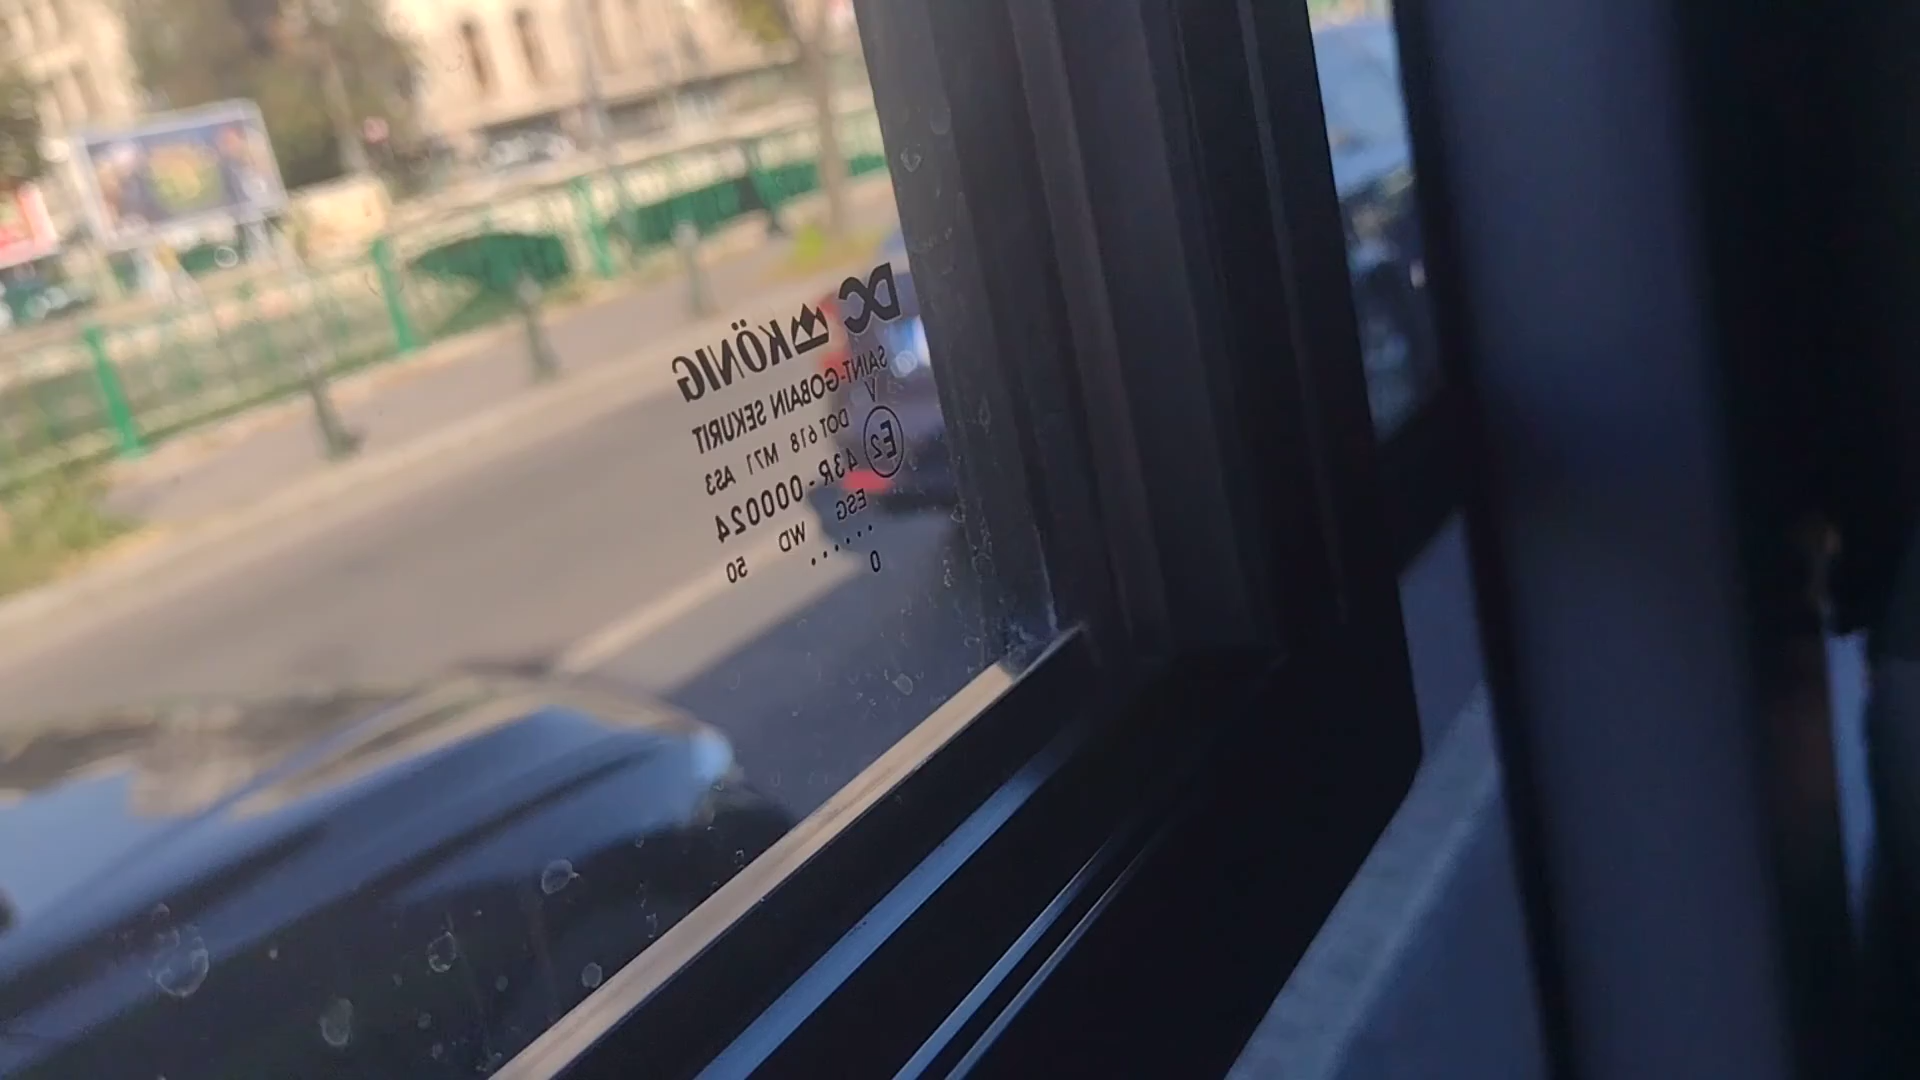 DC KÖNIG
SAINT-GOBAIN SEKURIT
V
DOT 618 M71 AS3
E2 43R-000024
ESG
...... WD 50
0